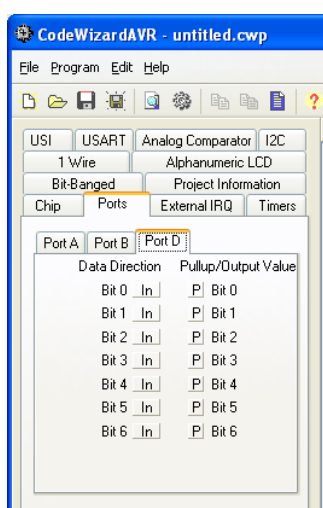 CodeWizardAVR - untitled.cwp
File Program Edit Help
USI USART Analog Comparator I2C
1 Wire Alphanumeric LCD
Bit-Banged Project Information
Chip Ports External IRQ Timers
Port A Port B Port D
Data Direction Pullup/Output Value
Bit 0 In P Bit 0
Bit 1 In P Bit 1
Bit 2 In P Bit 2
Bit 3 In P Bit 3
Bit 4 In P Bit 4
Bit 5 In P Bit 5
Bit 6 In P Bit 6